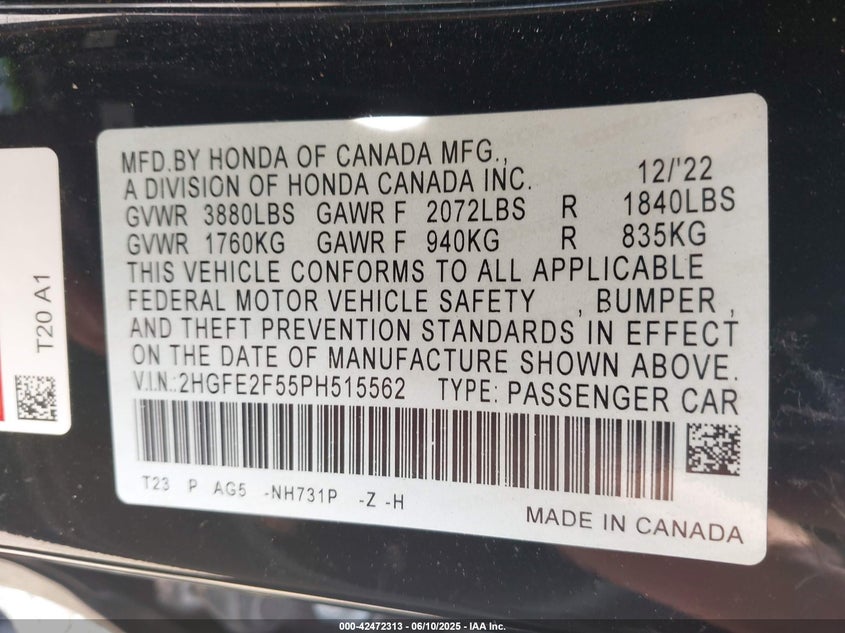 MFD.BY HONDA OF CANADA MFG.,
A DIVISION OF HONDA CANADA INC. 12/'22
GVWR 3880LBS GAWR F 2072LBS R 1840LBS
GVWR 1760KG GAWR F 940KG R 835KG
THIS VEHICLE CONFORMS TO ALL APPLICABLE
FEDERAL MOTOR VEHICLE SAFETY , BUMPER ,
AND THEFT PREVENTION STANDARDS IN EFFECT
ON THE DATE OF MANUFACTURE SHOWN ABOVE.
V.I.N.:2HGFE2F55PH515562 TYPE: PASSENGER CAR
T23 P AG5 -NH731P -Z -H
MADE IN CANADA
T20 A1
000-42472313 - 06/10/2025 - IAA Inc.